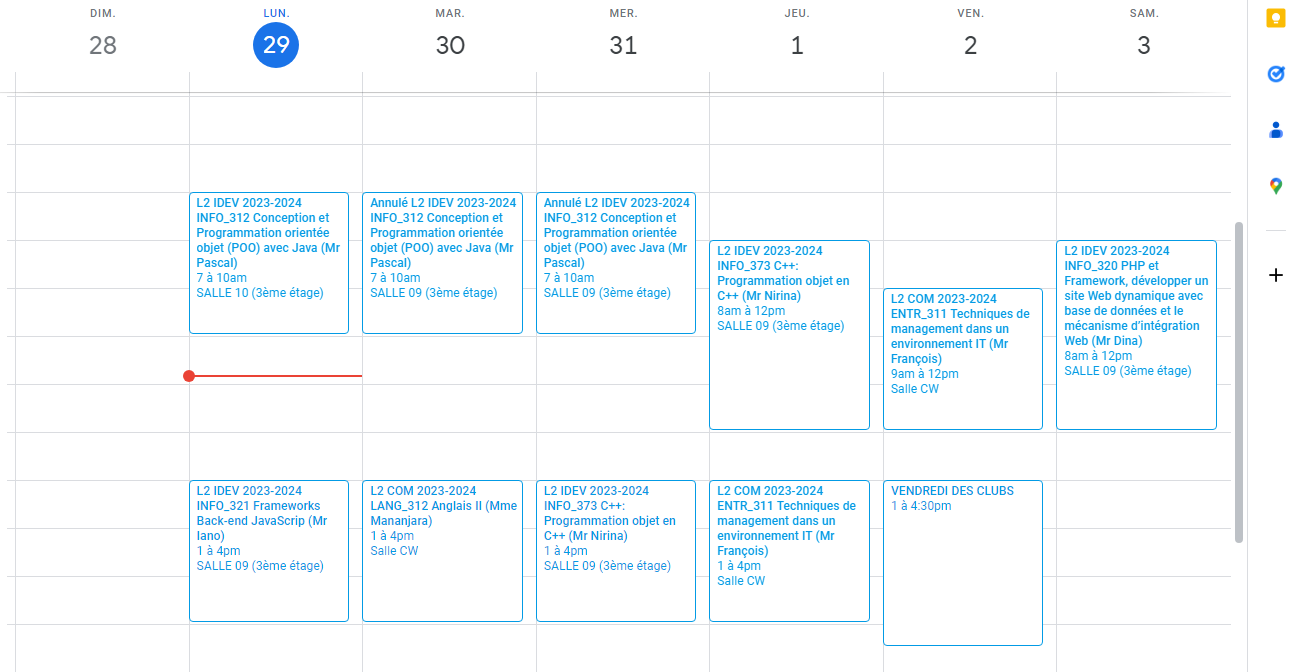 DIM.
28
LUN.
29
MAR.
30
MER.
31
JEU.
1
VEN.
2
SAM.
3
L2 IDEV 2023-2024
INFO_312 Conception et
Programmation orientée
objet (POO) avec Java (Mr
Pascal)
7 à 10am
SALLE 10 (3ème étage)
Annulé L2 IDEV 2023-2024
INFO_312 Conception et
Programmation orientée
objet (POO) avec Java (Mr
Pascal)
7 à 10am
SALLE 09 (3ème étage)
Annulé L2 IDEV 2023-2024
INFO_312 Conception et
Programmation orientée
objet (POO) avec Java (Mr
Pascal)
7 à 10am
SALLE 09 (3ème étage)
L2 IDEV 2023-2024
INFO_373 C++:
Programmation objet en
C++ (Mr Nirina)
8am à 12pm
SALLE 09 (3ème étage)
L2 COM 2023-2024
ENTR_311 Techniques de
management dans un
environnement IT (Mr
François)
9am à 12pm
Salle CW
L2 IDEV 2023-2024
INFO_320 PHP et
Framework, développer un
site Web dynamique avec
base de données et le
mécanisme d'intégration
Web (Mr Dina)
8am à 12pm
SALLE 09 (3ème étage)
L2 IDEV 2023-2024
INFO_321 Frameworks
Back-end JavaScrip (Mr
Iano)
1 à 4pm
SALLE 09 (3ème étage)
L2 COM 2023-2024
LANG_312 Anglais II (Mme
Mananjara)
1 à 4pm
Salle CW
L2 IDEV 2023-2024
INFO_373 C++:
Programmation objet en
C++ (Mr Nirina)
1 à 4pm
SALLE 09 (3ème étage)
L2 COM 2023-2024
ENTR_311 Techniques de
management dans un
environnement IT (Mr
François)
1 à 4pm
Salle CW
VENDREDI DES CLUBS
1 à 4:30pm